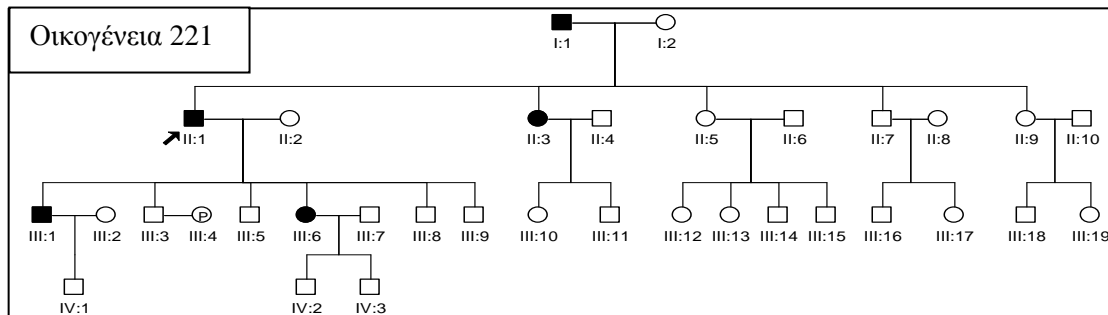 Οικογένεια 221
I:1 I:2
II:1 II:2 II:3 II:4 II:5 II:6 II:7 II:8 II:9 II:10
P
III:1 III:2 III:3 III:4 III:5 III:6 III:7 III:8 III:9 III:10 III:11 III:12 III:13 III:14 III:15 III:16 III:17 III:18 III:19
IV:1 IV:2 IV:3